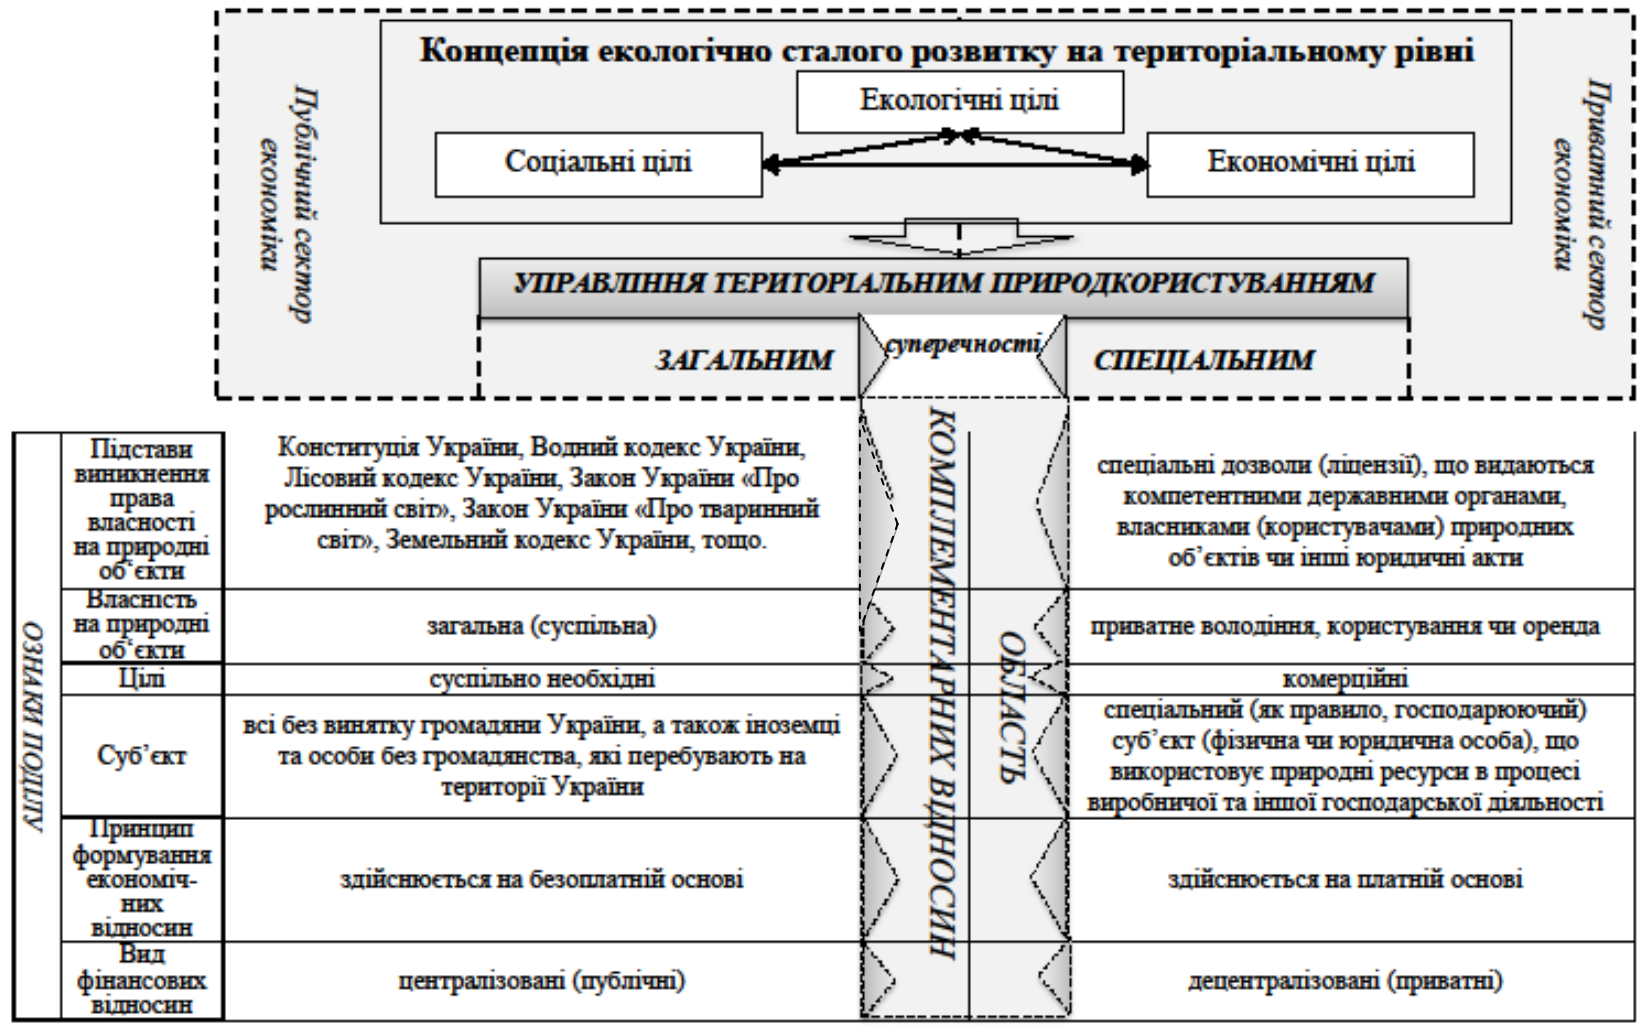 Концепція екологічно сталого розвитку на територіальному рівні
Екологічні цілі
Соціальні цілі
Економічні цілі
Публічний сектор
економіки
Приватний сектор
економіки
УПРАВЛІННЯ ТЕРИТОРІАЛЬНИМ ПРИРОДКОРИСТУВАННЯМ
ЗАГАЛЬНИМ
суперечності
СПЕЦІАЛЬНИМ
ОЗНАКИ ПОДІЛУ
КОМПЛЕМЕНТАРНИХ ВІДНОСИН
ОБЛАСТЬ
Підстави
виникнення
права
власності
на природні
об‘єкти
Конституція України, Водний кодекс України,
Лісовий кодекс України, Закон України «Про
рослинний світ», Закон України «Про тваринний
світ», Земельний кодекс України, тощо.
спеціальні дозволи (ліцензії), що видаються
компетентними державними органами,
власниками (користувачами) природних
об’єктів чи інші юридичні акти
Власність
на природні
об‘єкти
загальна (суспільна)
приватне володіння, користування чи оренда
Цілі
суспільно необхідні
комерційні
Суб’єкт
всі без винятку громадяни України, а також іноземці
та особи без громадянства, які перебувають на
території України
спеціальний (як правило, господарюючий)
суб’єкт (фізична чи юридична особа), що
використовує природні ресурси в процесі
виробничої та іншої господарської діяльності
Принцип
формування
економіч-
них
відносин
здійснюється на безоплатній основі
здійснюється на платній основі
Вид
фінансових
відносин
централізовані (публічні)
децентралізовані (приватні)